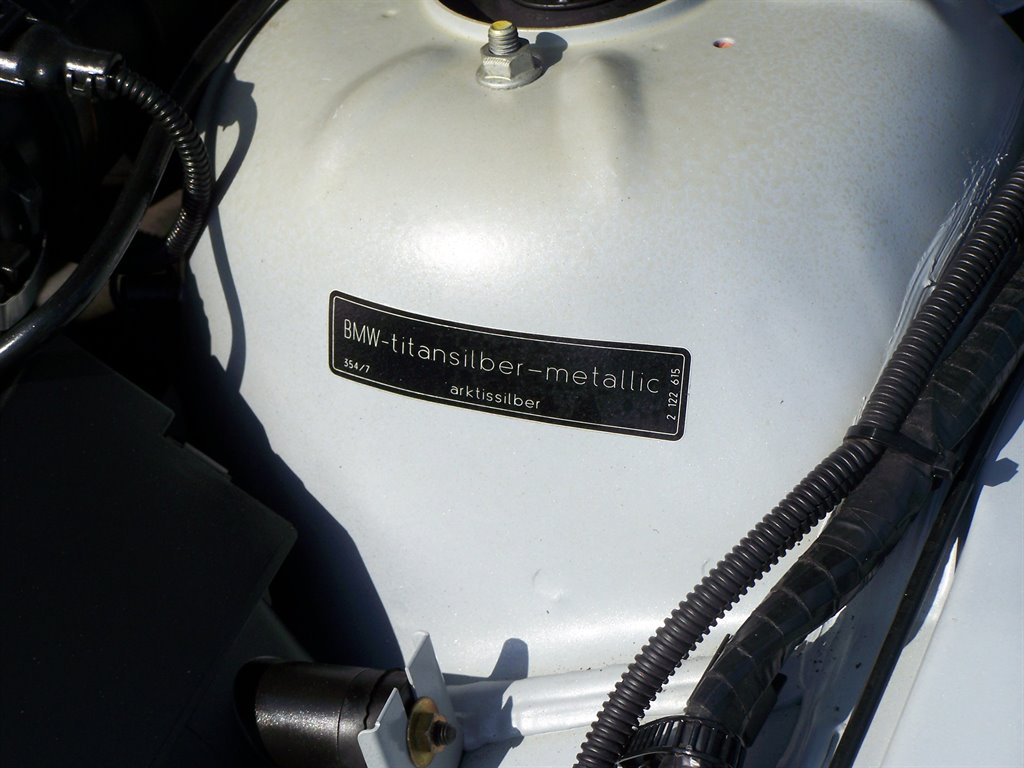 BMW-titansilber-metallic
354/7
arktissilber
2 122 615